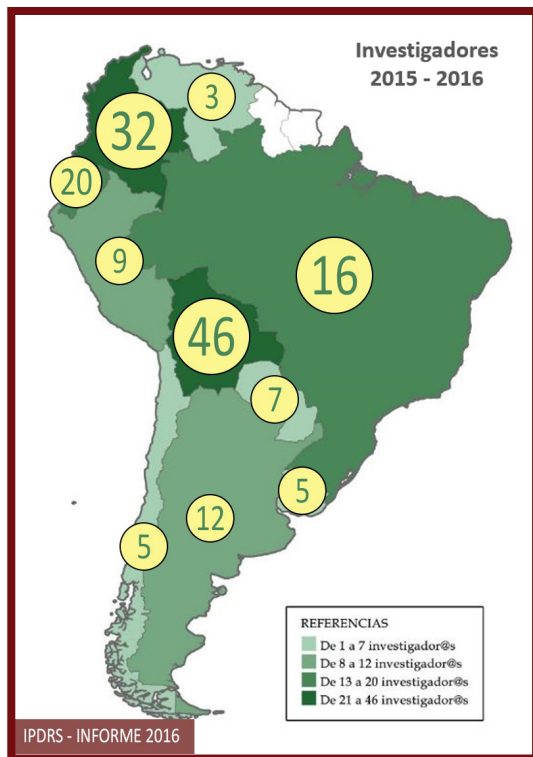 Investigadores
2015 - 2016
3
32
20
9
16
46
7
5
12
5
REFERENCIAS
De 1 a 7 investigador@s
De 8 a 12 investigador@s
De 13 a 20 investigador@s
De 21 a 46 investigador@s
IPDRS - INFORME 2016